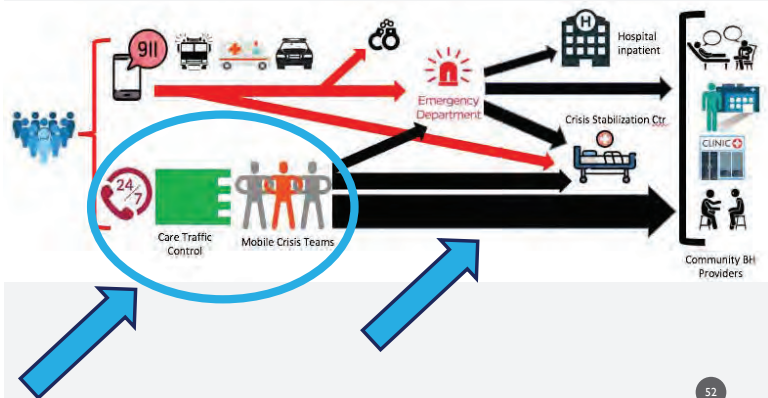 911
H
Hospital
inpatient
Emergency
Department
Crisis Stabilization Ctr
CLINIC
24/7
Care Traffic
Control
Mobile Crisis Teams
Community BH
Providers
52